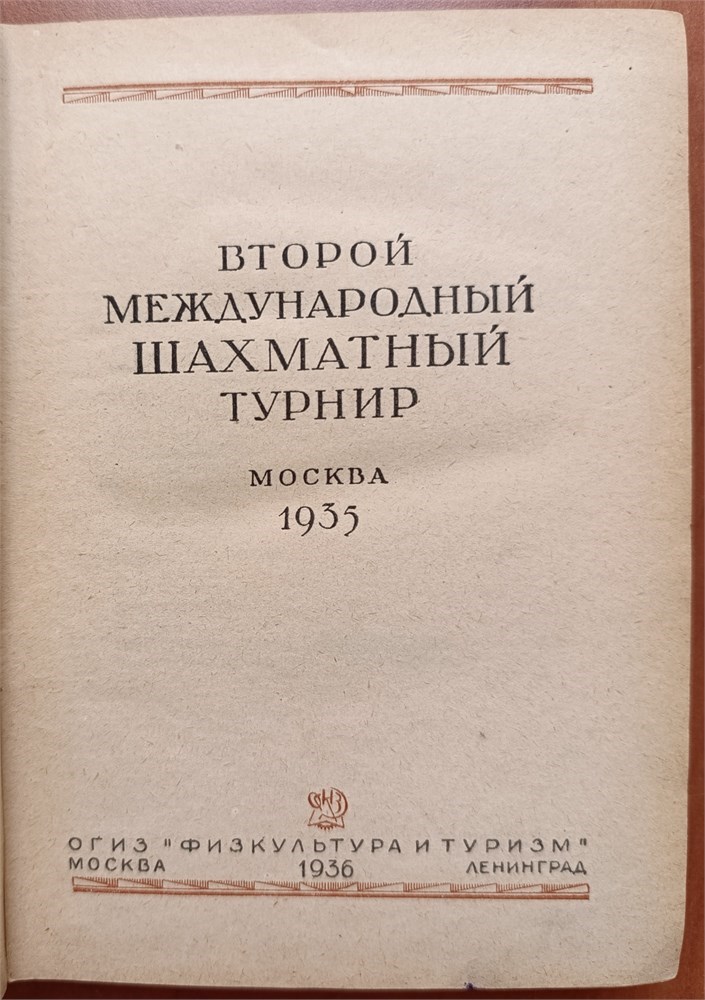 ВТОРОЙ
МЕЖДУНАРОДНЫЙ
ШАХМАТНЫЙ
ТУРНИР
МОСКВА
1935
ОГИЗ "ФИЗКУЛЬТУРА И ТУРИЗМ"
МОСКВА 1936 ЛЕНИНГРАД